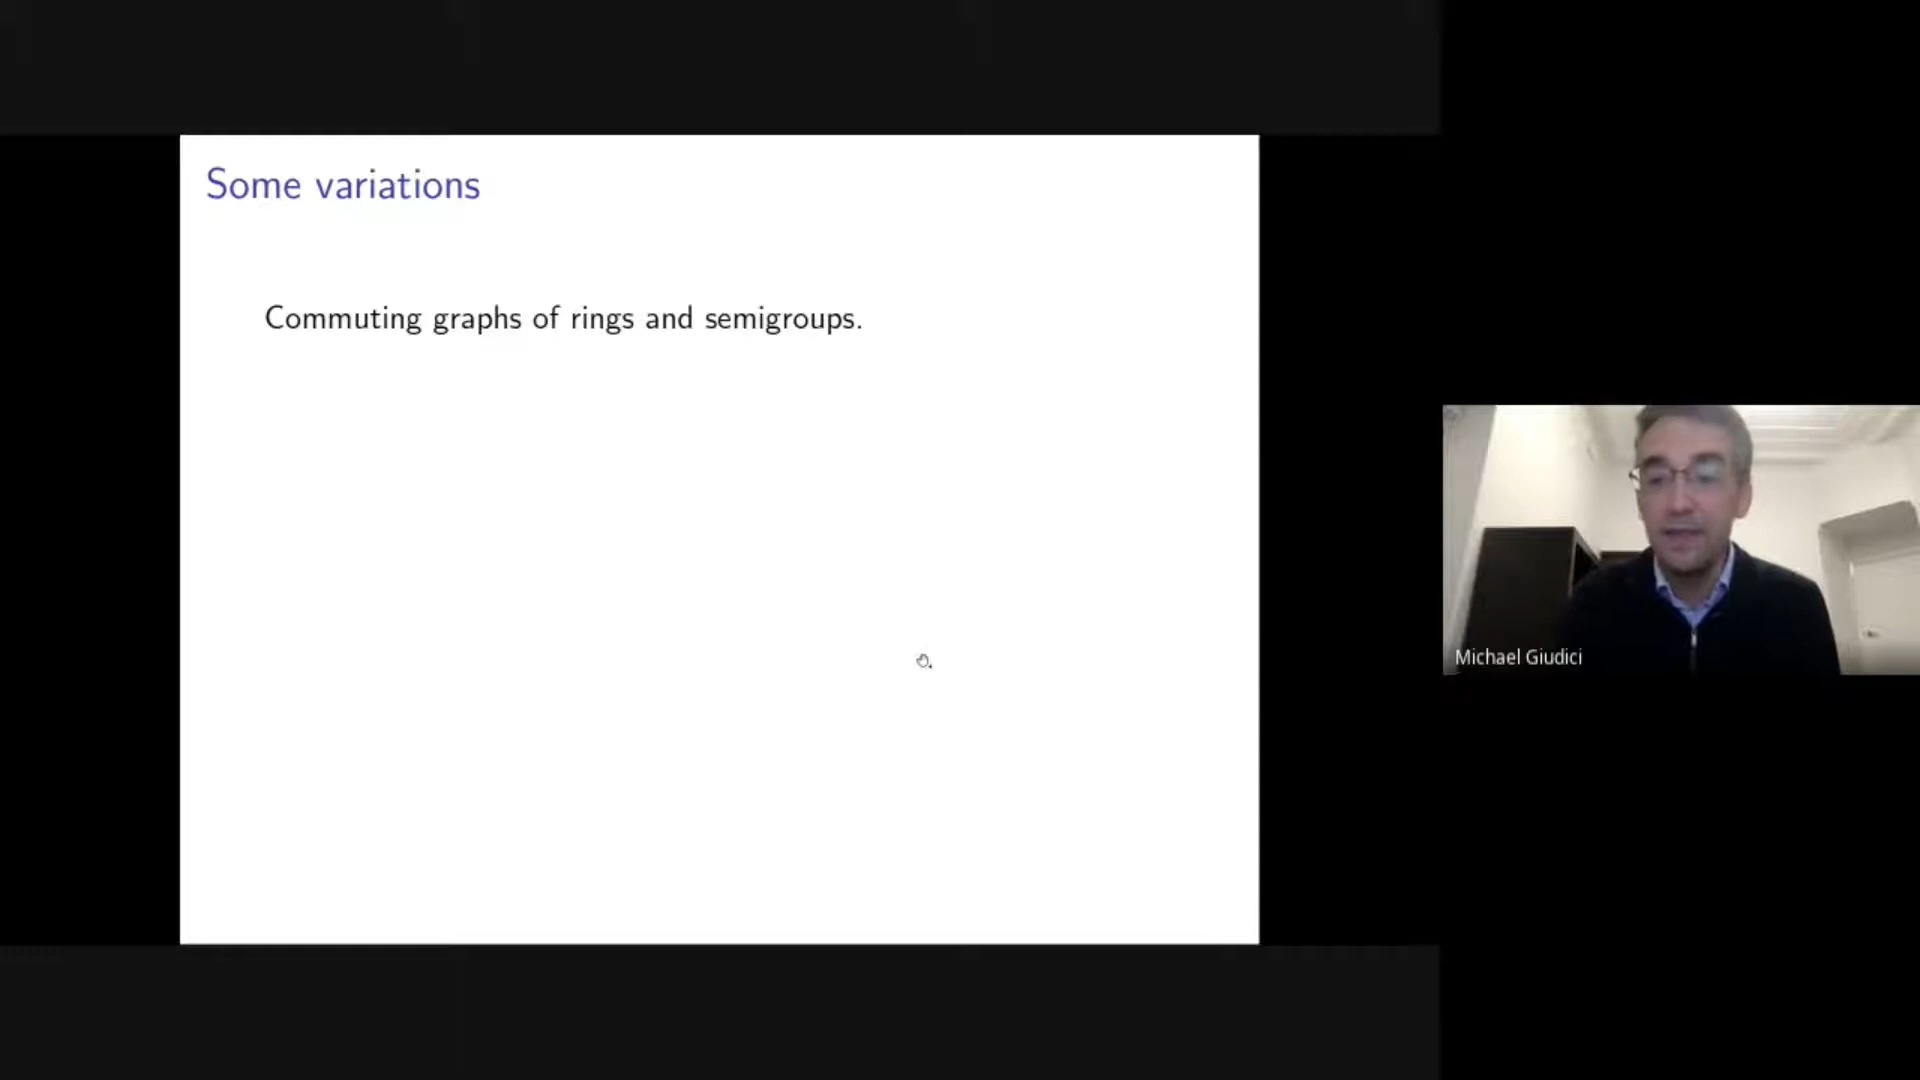 Some variations
Commuting graphs of rings and semigroups.
Michael Giudici